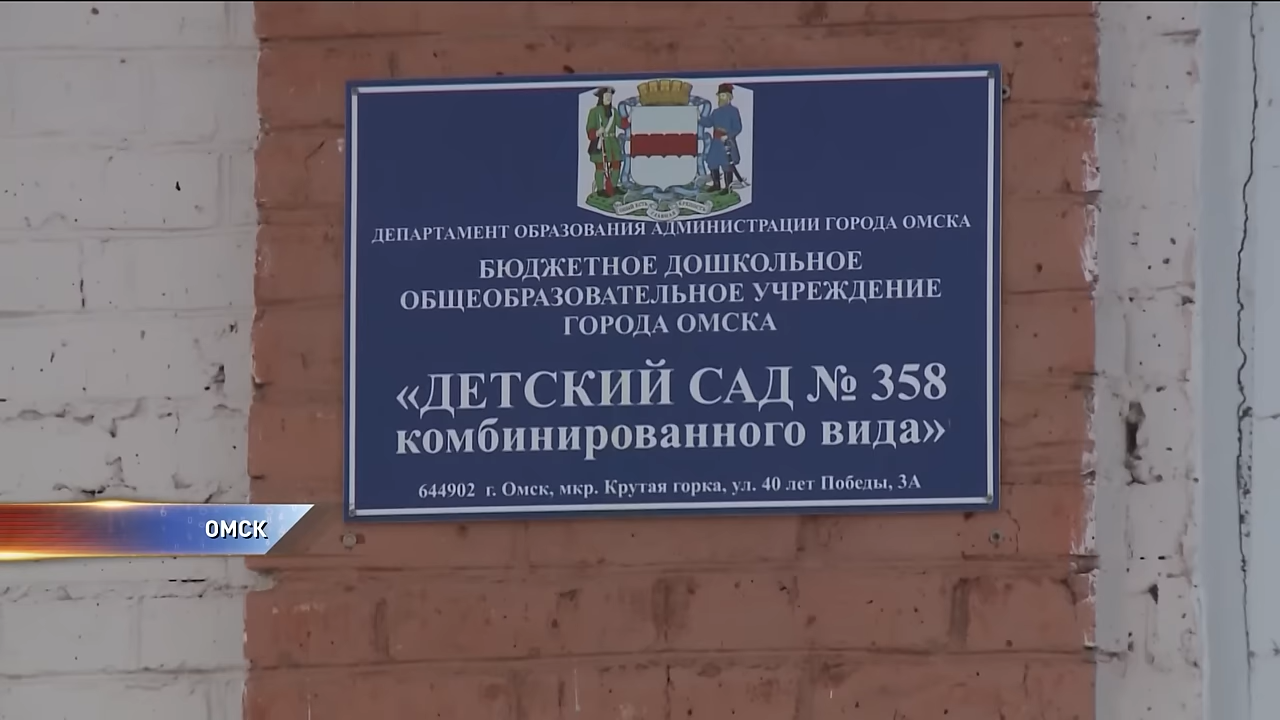 ДЕПАРТАМЕНТ ОБРАЗОВАНИЯ АДМИНИСТРАЦИИ ГОРОДА ОМСКА
БЮДЖЕТНОЕ ДОШКОЛЬНОЕ
ОБЩЕОБРАЗОВАТЕЛЬНОЕ УЧРЕЖДЕНИЕ
ГОРОДА ОМСКА
«ДЕТСКИЙ САД № 358
комбинированного вида»
644902 г. Омск, мкр. Крутая горка, ул. 40 лет Победы, 3А
ОМСК